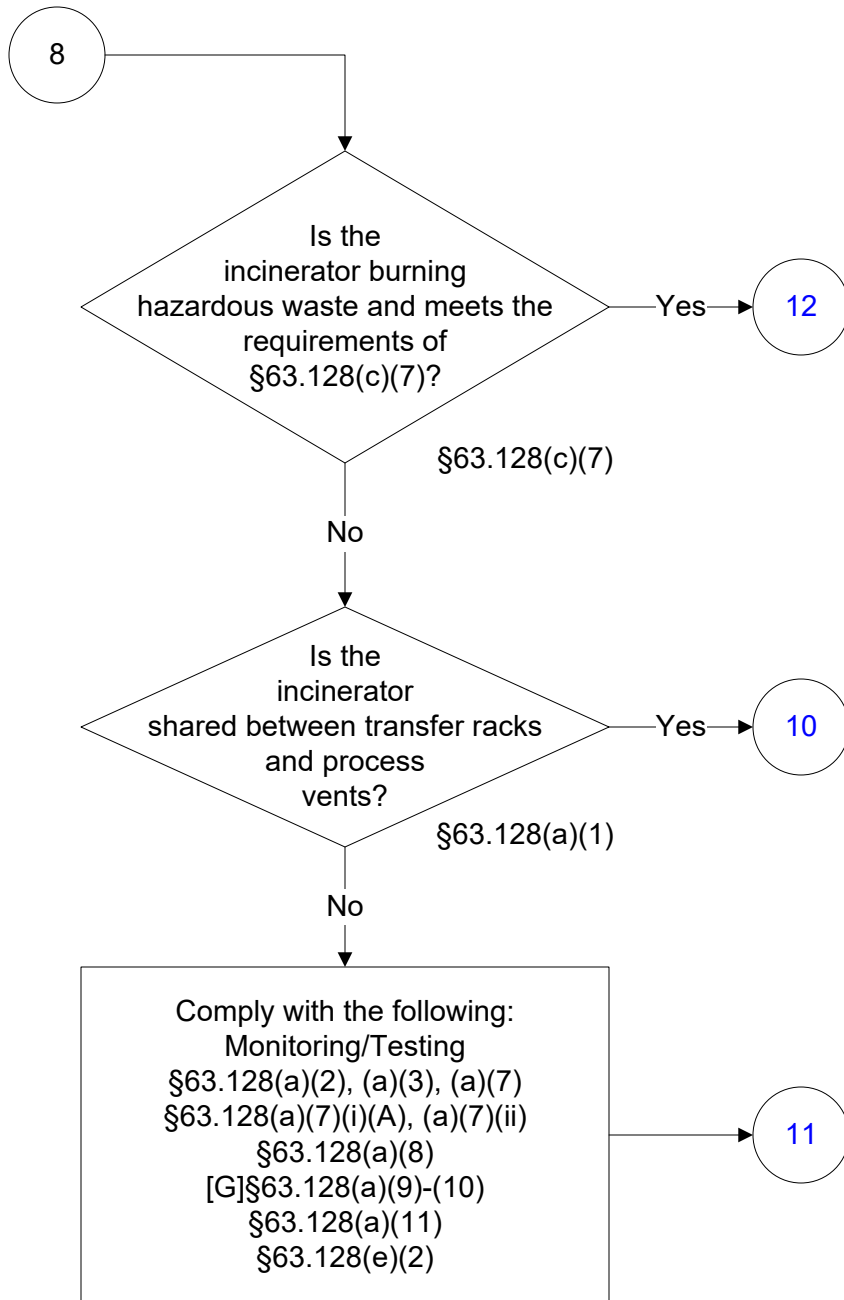 8
Is the
incinerator burning
hazardous waste and meets the
requirements of
§63.128(c)(7)?
Yes
12
§63.128(c)(7)
No
Is the
incinerator
shared between transfer racks
and process
vents?
Yes
10
§63.128(a)(1)
No
Comply with the following:
Monitoring/Testing
§63.128(a)(2), (a)(3), (a)(7)
§63.128(a)(7)(i)(A), (a)(7)(ii)
§63.128(a)(8)
[G]§63.128(a)(9)-(10)
§63.128(a)(11)
§63.128(e)(2)
11